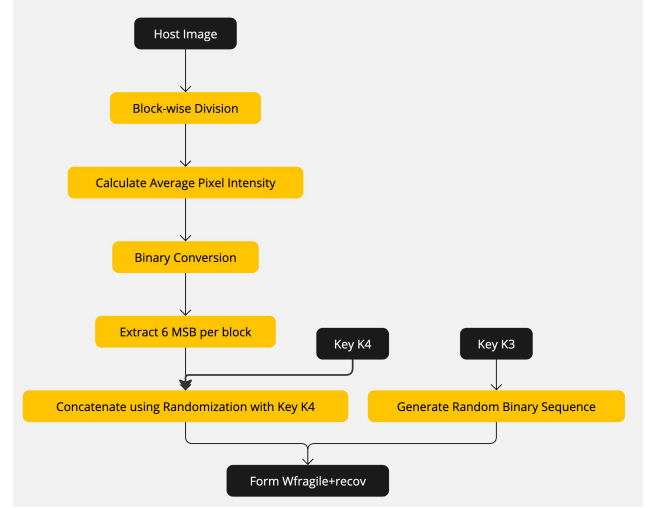 Host Image
Block-wise Division
Calculate Average Pixel Intensity
Binary Conversion
Extract 6 MSB per block
Key K4
Key K3
Concatenate using Randomization with Key K4
Generate Random Binary Sequence
Form Wfragile+recov